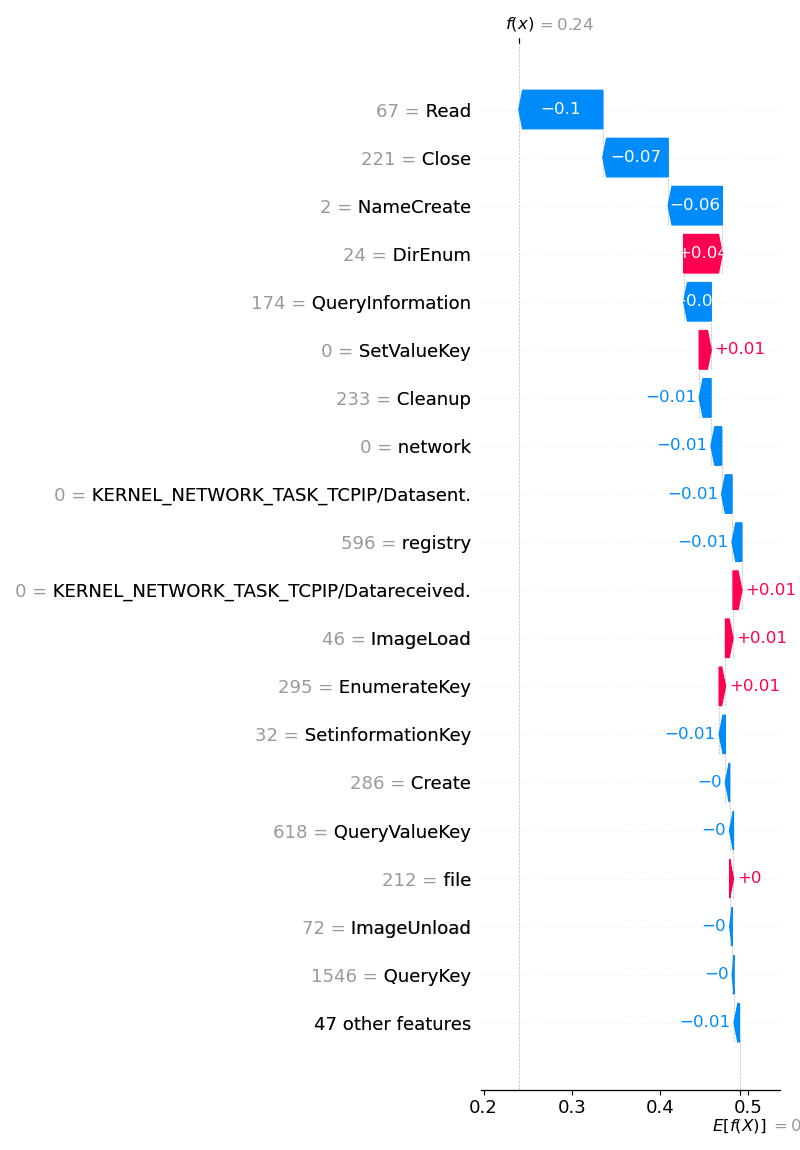 f(x) = 0.24
67 = Read −0.1
221 = Close −0.07
2 = NameCreate −0.06
24 = DirEnum +0.04
174 = QueryInformation −0.0
0 = SetValueKey +0.01
233 = Cleanup −0.01
0 = network −0.01
0 = KERNEL_NETWORK_TASK_TCPIP/Datasent. −0.01
596 = registry −0.01
0 = KERNEL_NETWORK_TASK_TCPIP/Datareceived. +0.01
46 = ImageLoad +0.01
295 = EnumerateKey +0.01
32 = SetinformationKey −0.01
286 = Create −0
618 = QueryValueKey −0
212 = file +0
72 = ImageUnload −0
1546 = QueryKey −0
47 other features −0.01
0.2 0.3 0.4 0.5
E[f(X)] = 0